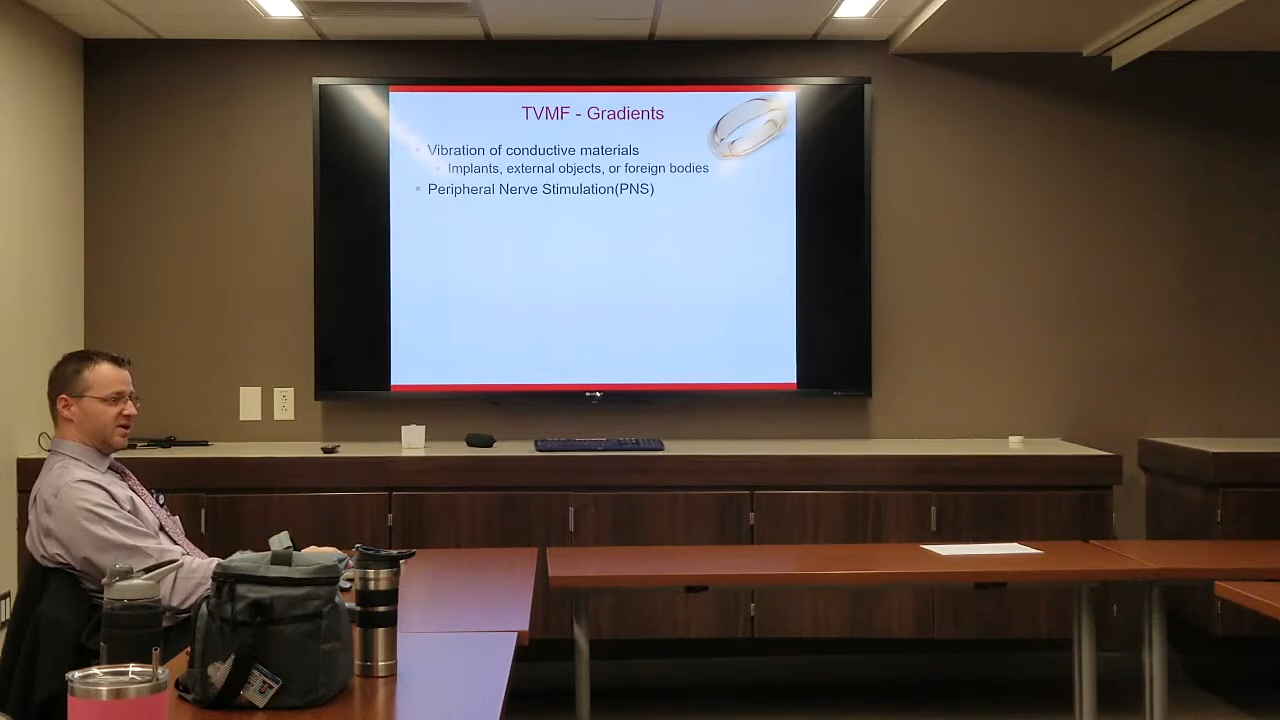 TVMF - Gradients
Vibration of conductive materials
Implants, external objects, or foreign bodies
Peripheral Nerve Stimulation(PNS)